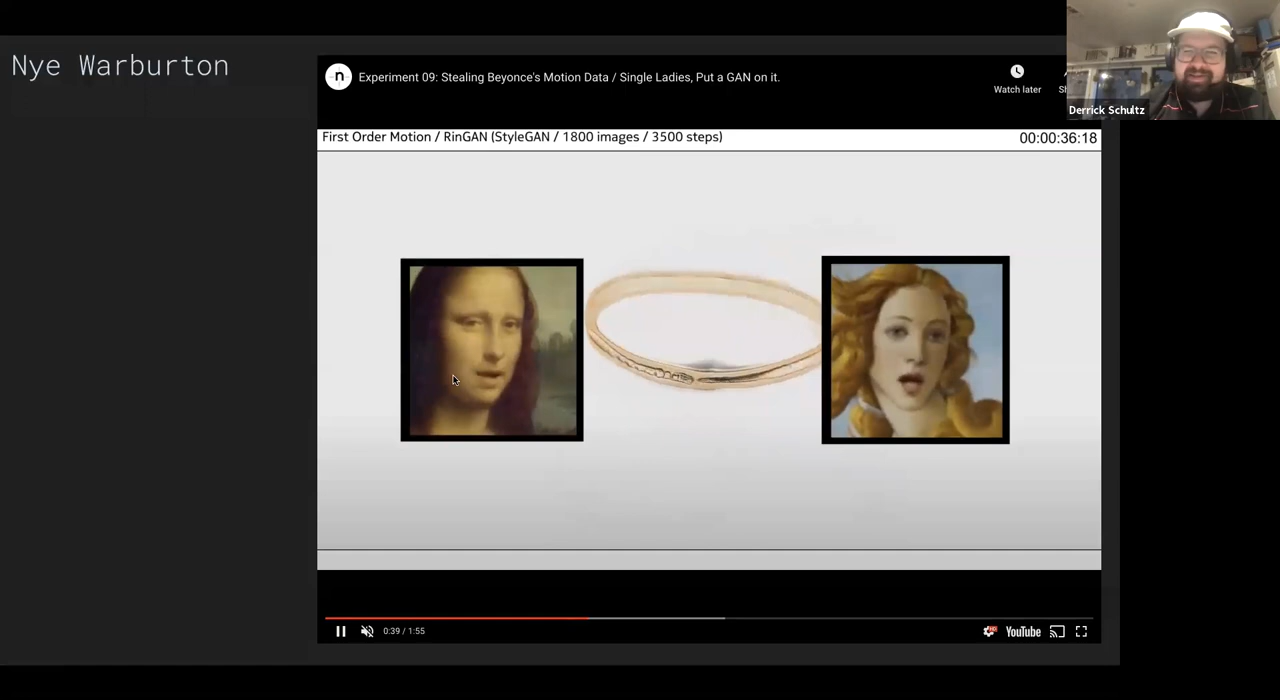 Nye Warburton
n
Experiment 09: Stealing Beyonce's Motion Data / Single Ladies, Put a GAN on it.
Watch later
Derrick Schultz
First Order Motion / RinGAN (StyleGAN / 1800 images / 3500 steps)
00:00:36:18
0:39 / 1:55
HD
YouTube